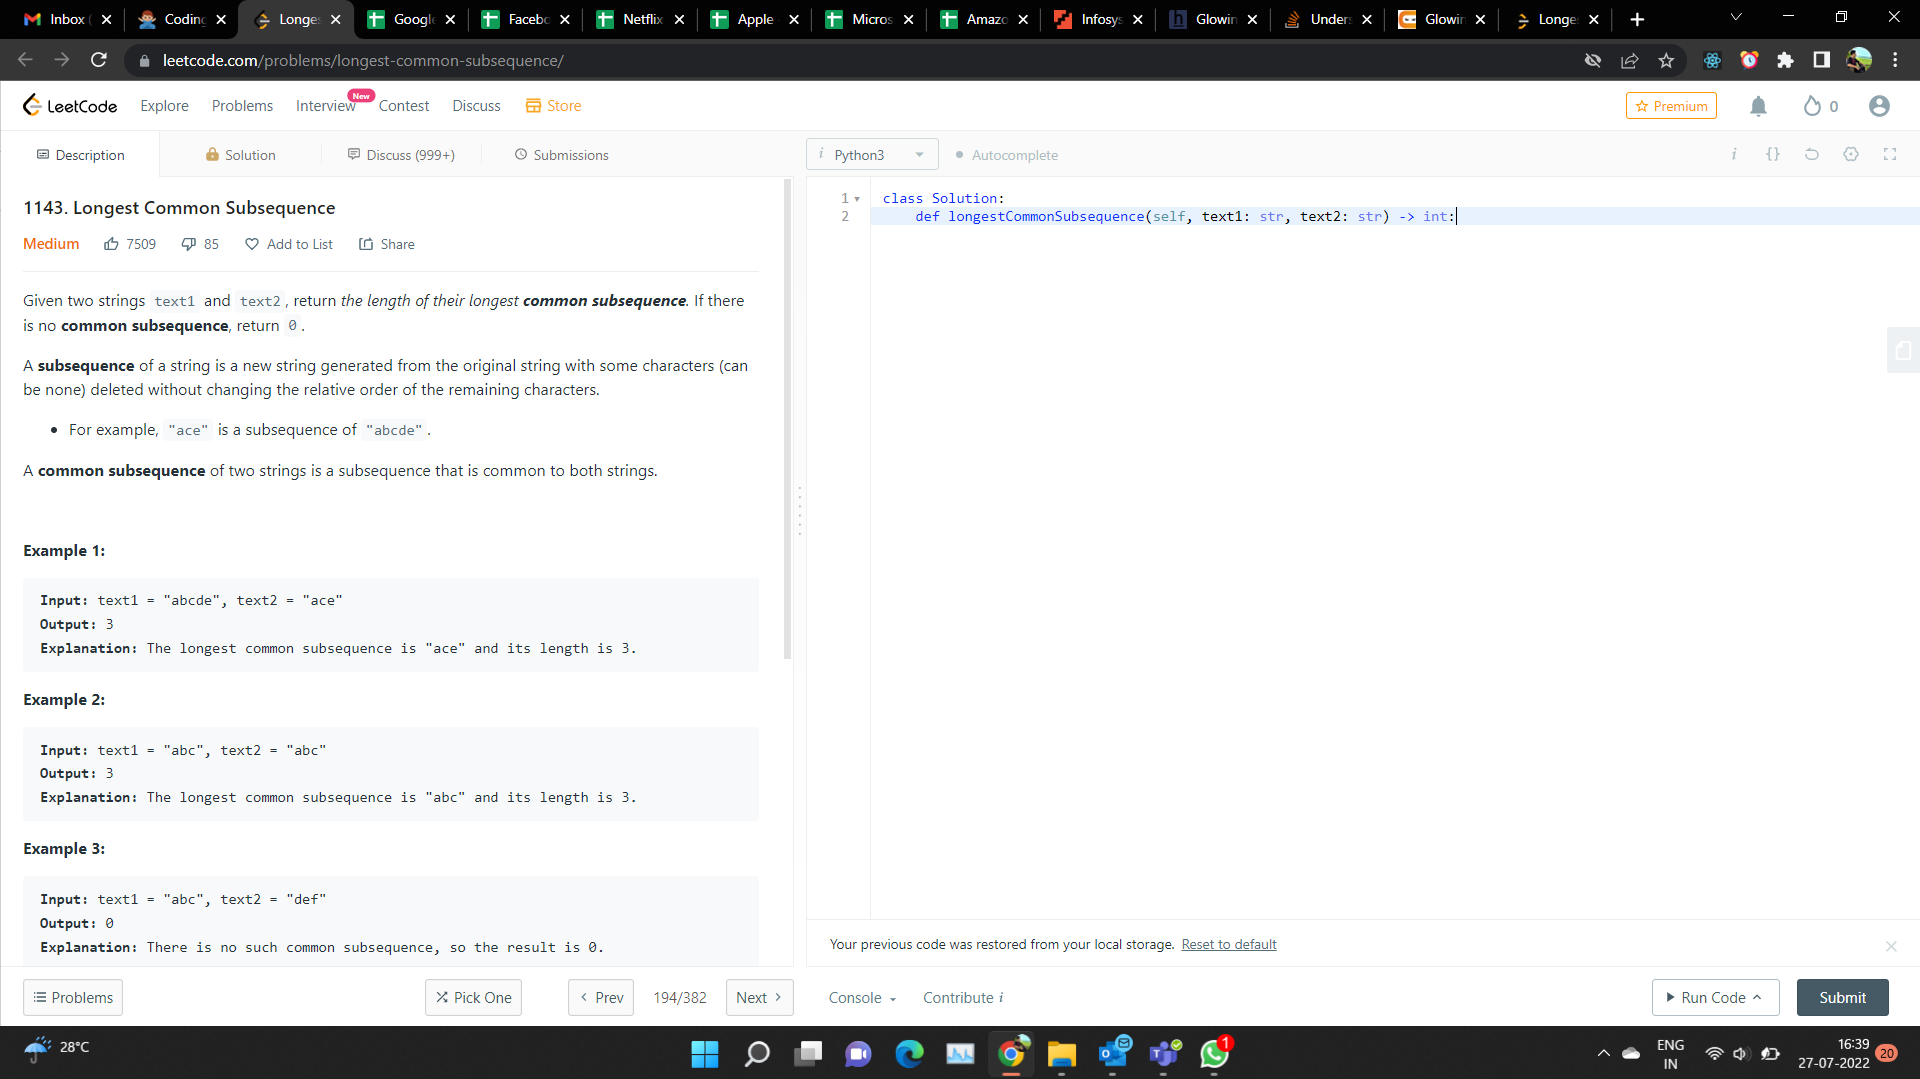 Inbox (
Coding
Longes
Google
Facebo
Netflix
Apple
Micros
Amazo
Infosys
Glowin
Unders
Glowin
Longe
leetcode.com/problems/longest-common-subsequence/
LeetCode
Explore
Problems
Interview
New
Contest
Discuss
Store
Premium
0
Description
Solution
Discuss (999+)
Submissions
i Python3
Autocomplete
i {}
1143. Longest Common Subsequence
Medium 7509 85 Add to List Share
Given two strings text1 and text2, return the length of their longest common subsequence. If there
is no common subsequence, return 0.
A subsequence of a string is a new string generated from the original string with some characters (can
be none) deleted without changing the relative order of the remaining characters.
• For example, "ace" is a subsequence of "abcde".
A common subsequence of two strings is a subsequence that is common to both strings.
Example 1:
Input: text1 = "abcde", text2 = "ace"
Output: 3
Explanation: The longest common subsequence is "ace" and its length is 3.
Example 2:
Input: text1 = "abc", text2 = "abc"
Output: 3
Explanation: The longest common subsequence is "abc" and its length is 3.
Example 3:
Input: text1 = "abc", text2 = "def"
Output: 0
Explanation: There is no such common subsequence, so the result is 0.
1 class Solution:
2 def longestCommonSubsequence(self, text1: str, text2: str) -> int:
Your previous code was restored from your local storage. Reset to default
Problems
Pick One
< Prev
194/382
Next >
Console
Contribute i
Run Code
Submit
28°C
1
ENG
IN
16:39
27-07-2022
20